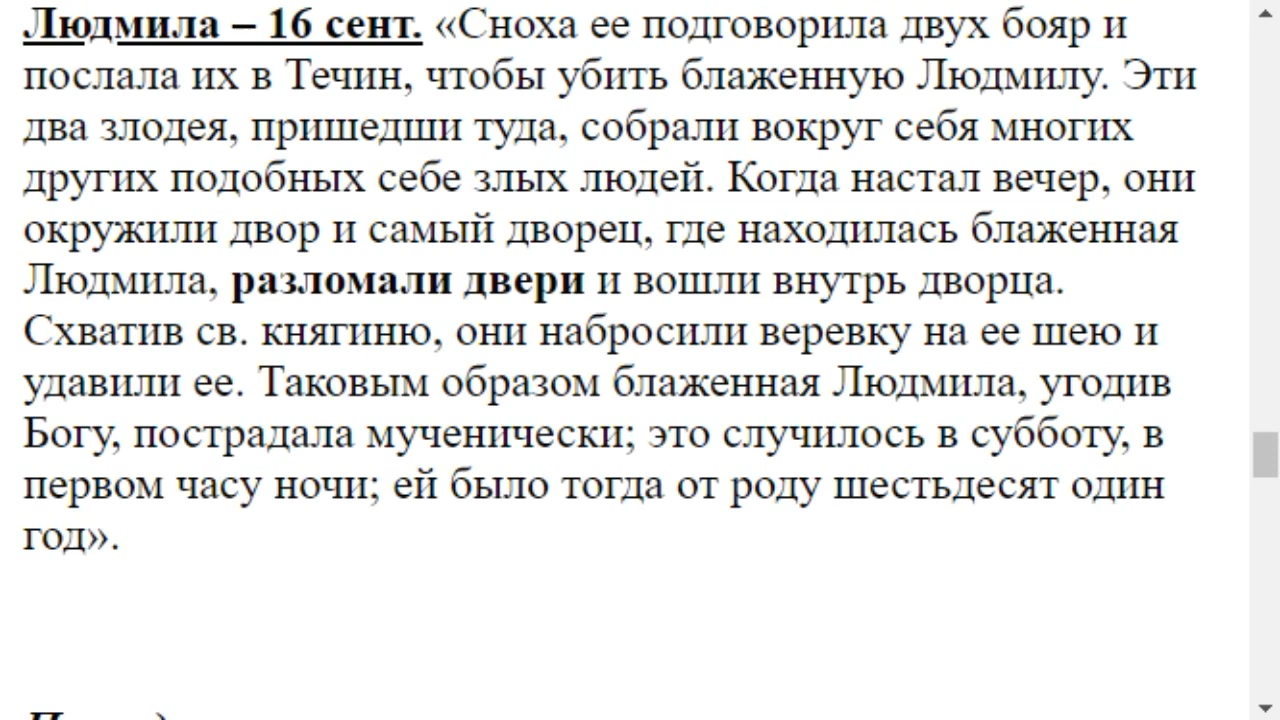 Людмила – 16 сент. «Сноха ее подговорила двух бояр и
послала их в Течин, чтобы убить блаженную Людмилу. Эти
два злодея, пришедши туда, собрали вокруг себя многих
других подобных себе злых людей. Когда настал вечер, они
окружили двор и самый дворец, где находилась блаженная
Людмила, разломали двери и вошли внутрь дворца.
Схватив св. княгиню, они набросили веревку на ее шею и
удавили ее. Таковым образом блаженная Людмила, угодив
Богу, пострадала мученически; это случилось в субботу, в
первом часу ночи; ей было тогда от роду шестьдесят один
год».